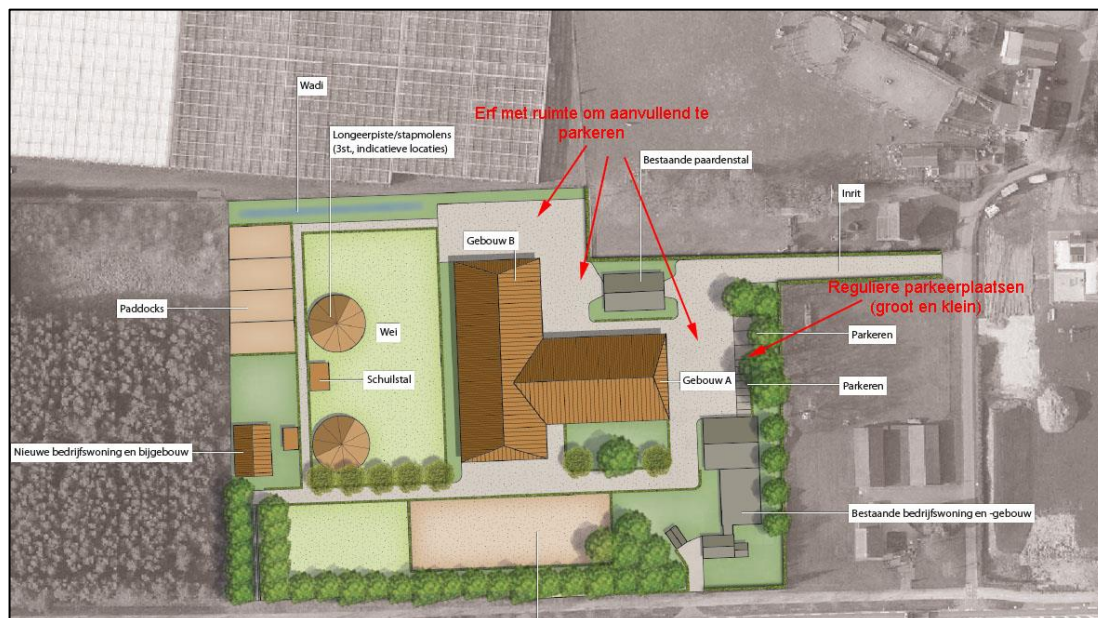 Wadi
Erf met ruimte om aanvullend te
parkeren
Longeerpiste/stapmolens
(3st., indicatieve locaties)
Bestaande paardenstal
Inrit
Gebouw B
Reguliere parkeerplaatsen
(groot en klein)
Paddocks
Wei
Parkeren
Schuilstal
Gebouw A
Parkeren
Nieuwe bedrijfswoning en bijgebouw
Bestaande bedrijfswoning en -gebouw